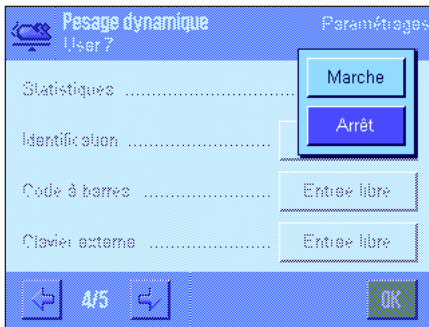 Pesage dynamique
Paramétrages
User 7
Statistiques
Marche
Arrêt
Identification
Code à barres
Entrée libre
Clavier externe
Entrée libre
4/5
OK